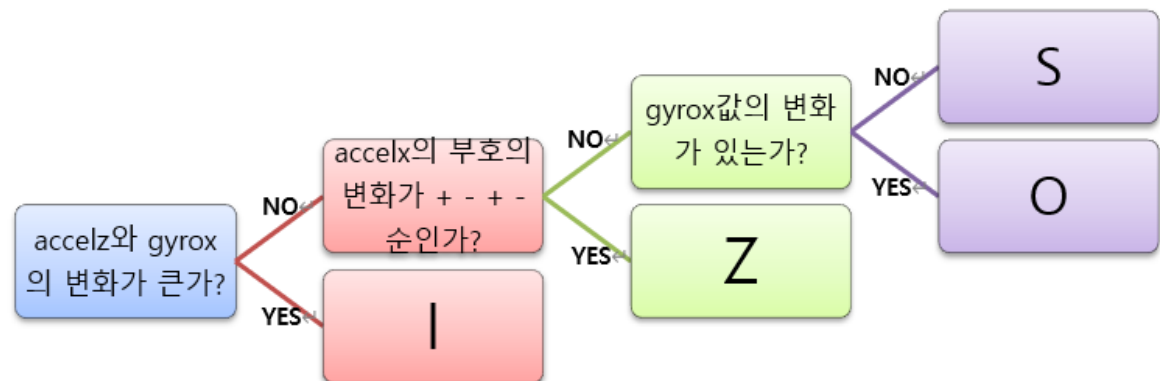 accelz와 gyrox
의 변화가 큰가?
NO↵
YES↵
accelx의 부호의
변화가 + - + -
순인가?
I
NO↵
YES↵
gyrox값의 변화
가 있는가?
Z
NO↵
YES↵
S
O